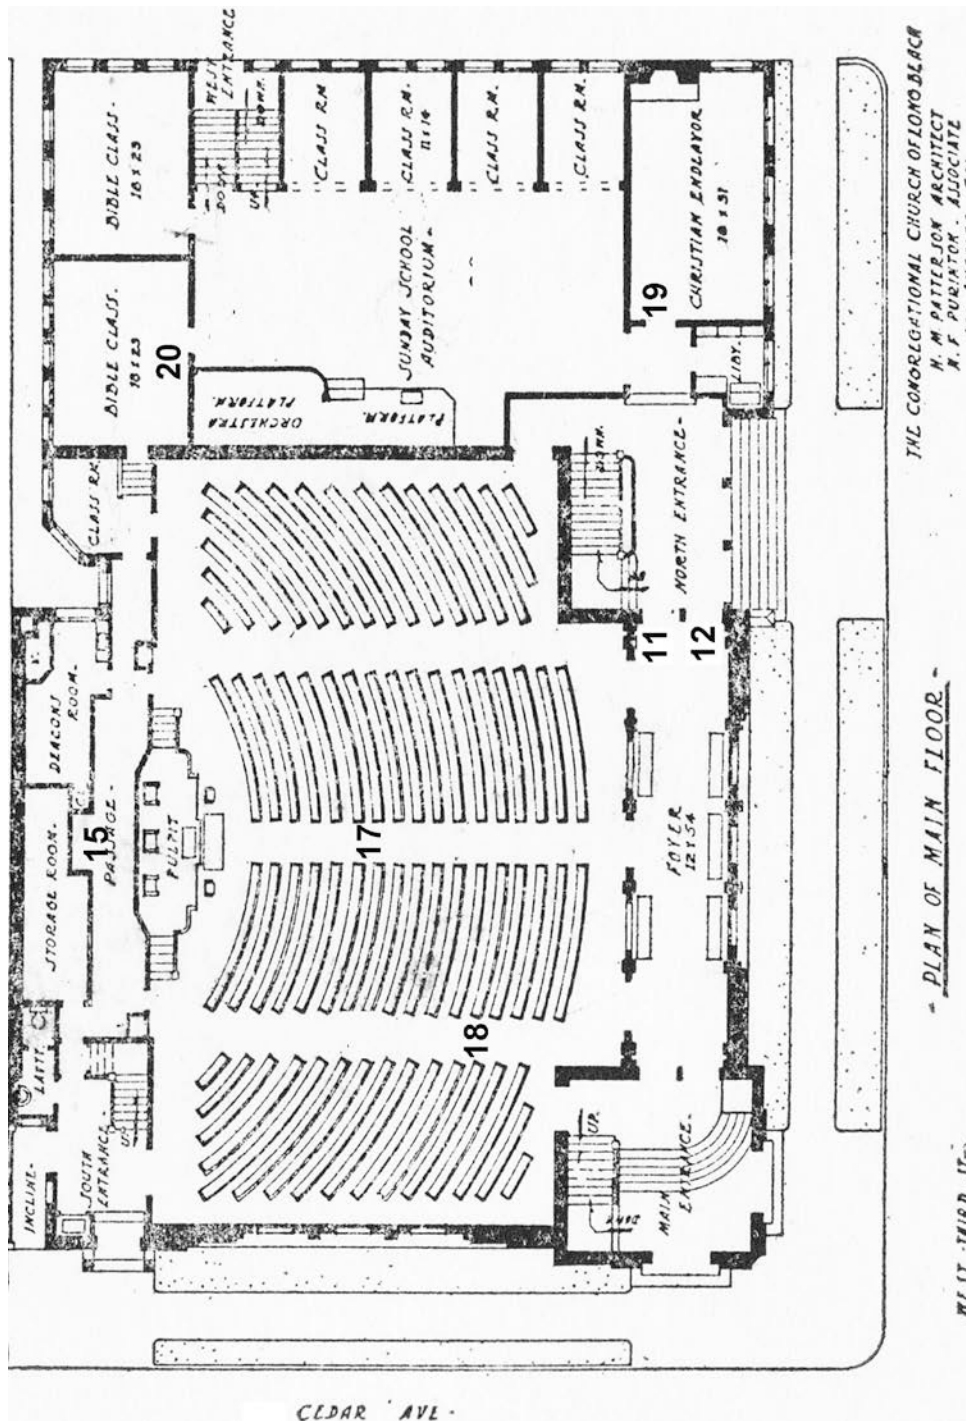 WEST
ENTRANCE
BIBLE CLASS.
18 x 23
DOWN.
DOWN
UP.
CLASS RM.
CLASS RM.
11 x 14
CLASS RM.
CLASS RM.
CHRISTIAN ENDEAVOR
18 x 31
BIBLE CLASS.
18 x 23
20
SUNDAY SCHOOL
AUDITORIUM -
19
ORCHESTRA
PLATFORM.
PLATFORM.
LIBY.
CLASS RM.
DOWN.
NORTH ENTRANCE -
11
12
DEACONS
ROOM.
STORAGE ROOM.
15
PASSAGE -
PULPIT
17
FOYER
12 x 54
18
LAVT.
INCLINE -
SOUTH
ENTRANCE
UP.
UP.
DOWN
MAIN
ENTRANCE.
CEDAR AVE -
WEST THIRD ST.
- PLAN OF MAIN FLOOR -
THE CONGREGATIONAL CHURCH OF LONG BEACH
H. M. PATTERSON ARCHITECT
N. F. PURINTON. ASSOCIATE